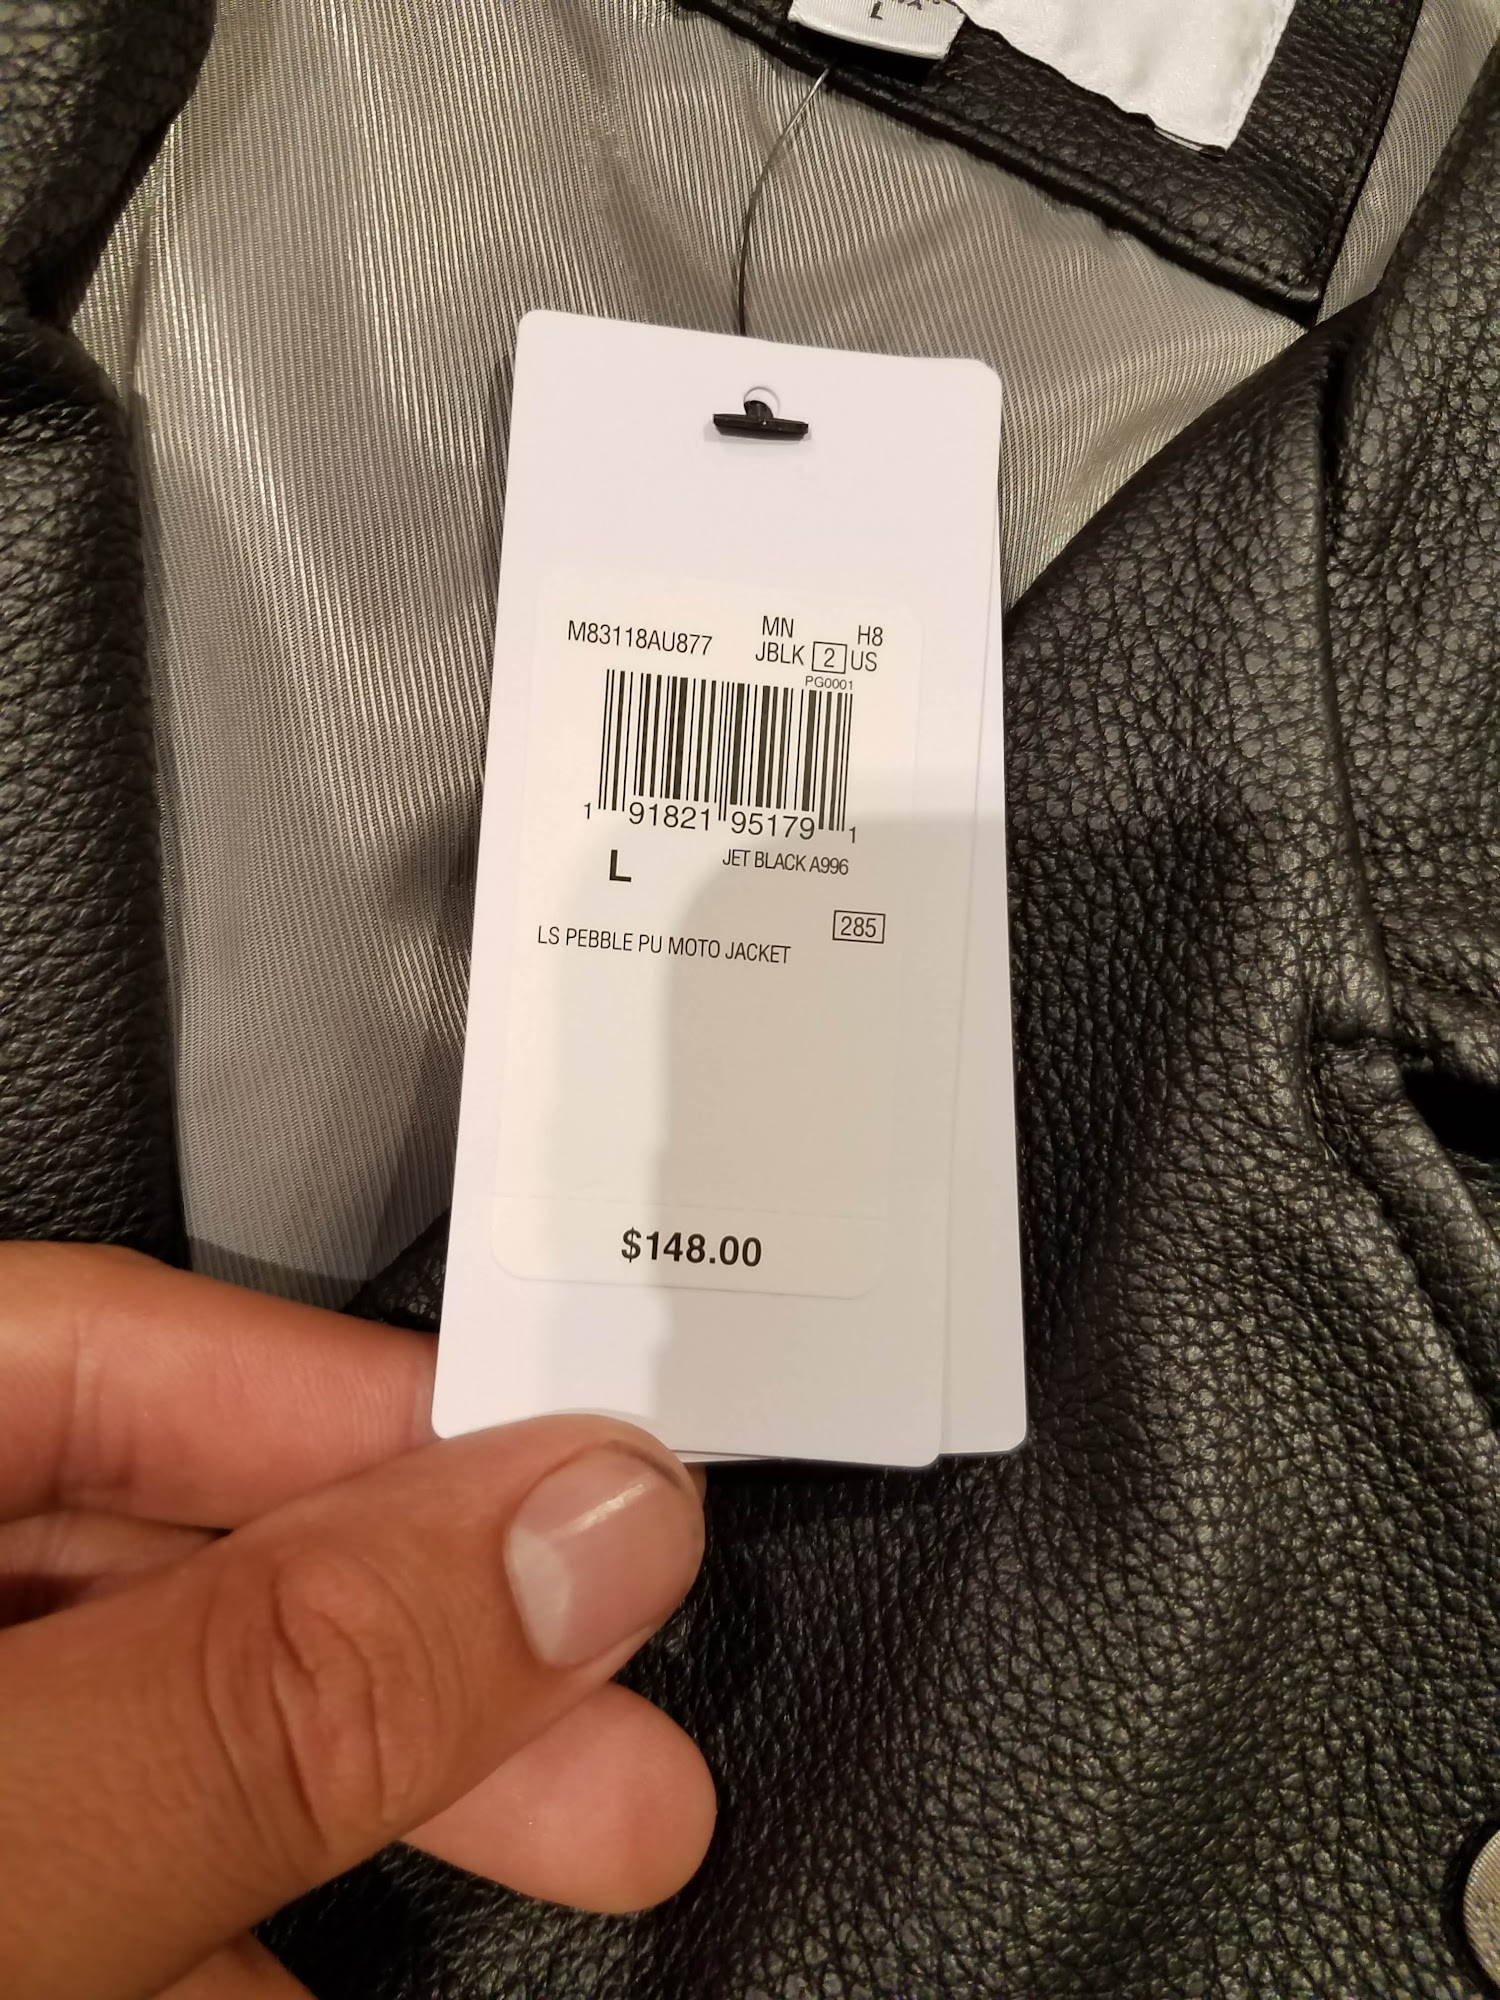 M83118AU877
MN H8
JBLK 2 US
PG0001
1 91821 95179 1
L JET BLACK A996
285
LS PEBBLE PU MOTO JACKET
$148.00